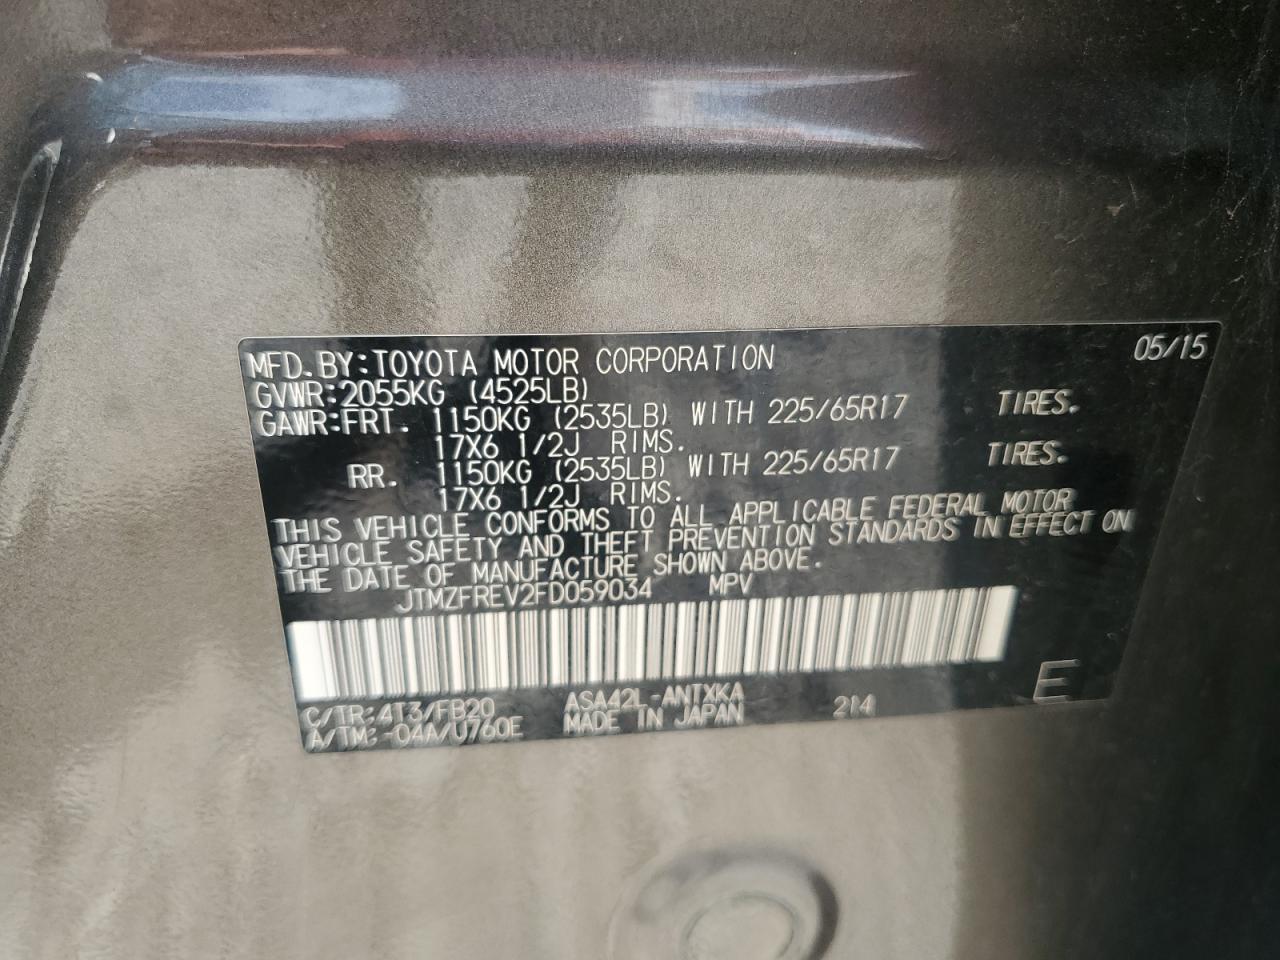 MFD.BY:TOYOTA MOTOR CORPORATION 05/15
GVWR:2055KG (4525LB)
GAWR:FRT. 1150KG (2535LB) WITH 225/65R17 TIRES.
17X6 1/2J RIMS.
RR. 1150KG (2535LB) WITH 225/65R17 TIRES.
17X6 1/2J RIMS.
THIS VEHICLE CONFORMS TO ALL APPLICABLE FEDERAL MOTOR
VEHICLE SAFETY AND THEFT PREVENTION STANDARDS IN EFFECT ON
THE DATE OF MANUFACTURE SHOWN ABOVE.
JTMZFREV2FD059034 MPV
C/TR:4T3/FB20 ASA42L-ANTXKA 214 E
A/TM:-04A/U760E MADE IN JAPAN